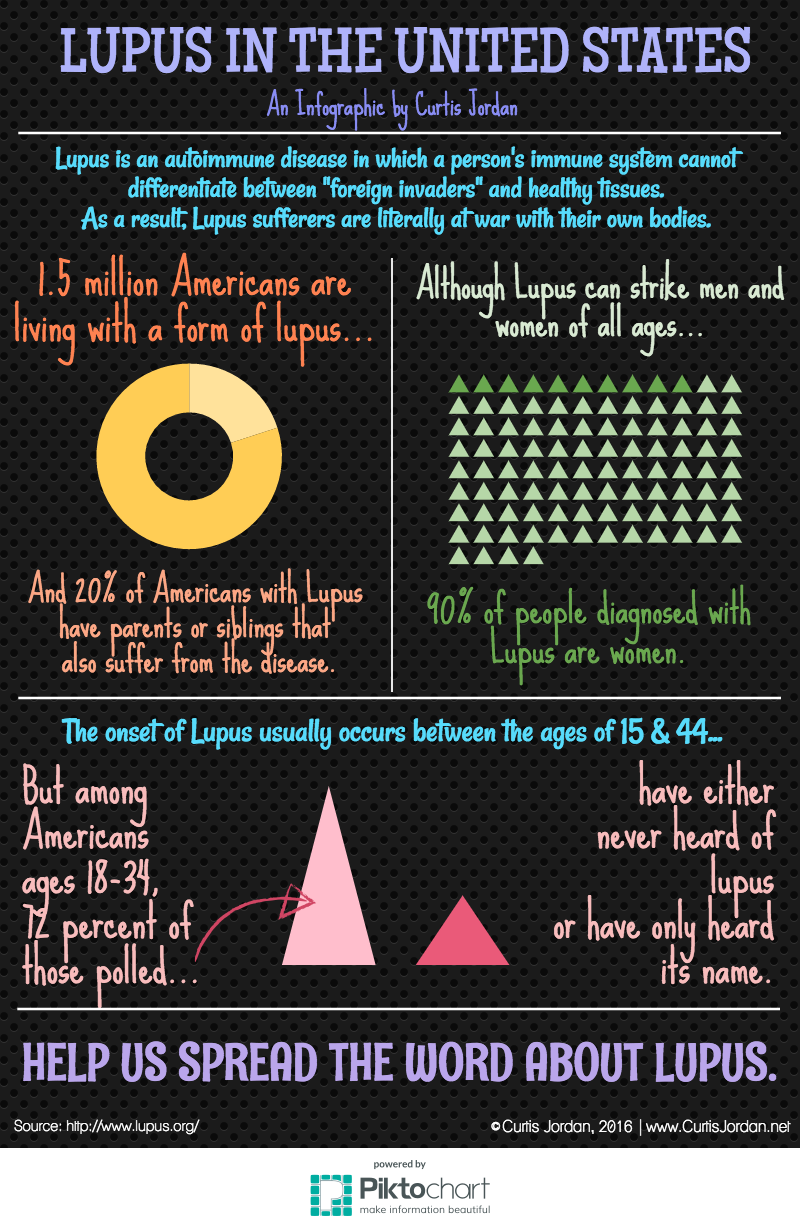 LUPUS IN THE UNITED STATES
An Infographic by Curtis Jordan
Lupus is an autoimmune disease in which a person's immune system cannot
differentiate between "foreign invaders" and healthy tissues.
As a result, Lupus sufferers are literally at war with their own bodies.
1.5 million Americans are
living with a form of lupus...
And 20% of Americans with Lupus
have parents or siblings that
also suffer from the disease.
Although Lupus can strike men and
women of all ages...
90% of people diagnosed with
Lupus are women.
The onset of Lupus usually occurs between the ages of 15 & 44...
But among
Americans
ages 18-34,
72 percent of
those polled...
have either
never heard of
lupus
or have only heard
its name.
HELP US SPREAD THE WORD ABOUT LUPUS.
Source: http://www.lupus.org/
©Curtis Jordan, 2016 | www.CurtisJordan.net
powered by
Piktochart
make information beautiful